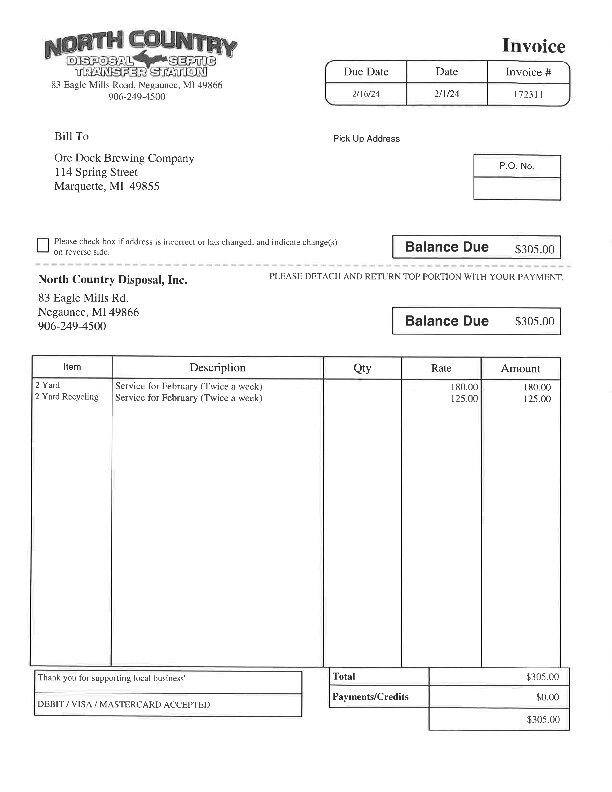 NORTH COUNTRY
DISPOSAL SEPTIC
TRANSFER STATION
83 Eagle Mills Road, Negaunee, MI 49866
906-249-4500
Invoice
Due Date Date Invoice #
2/16/24 2/1/24 172311
Bill To
Pick Up Address
Ore Dock Brewing Company
114 Spring Street
Marquette, MI 49855
P.O. No.
Please check box if address is incorrect or has changed, and indicate change(s)
on reverse side.
Balance Due $305.00
North Country Disposal, Inc.
PLEASE DETACH AND RETURN TOP PORTION WITH YOUR PAYMENT.
83 Eagle Mills Rd.
Negaunee, MI 49866
906-249-4500
Balance Due $305.00
Item Description Qty Rate Amount
2 Yard Service for February (Twice a week) 180.00 180.00
2 Yard Recycling Service for February (Twice a week) 125.00 125.00
Thank you for supporting local business'
DEBIT / VISA / MASTERCARD ACCEPTED
Total $305.00
Payments/Credits $0.00
$305.00